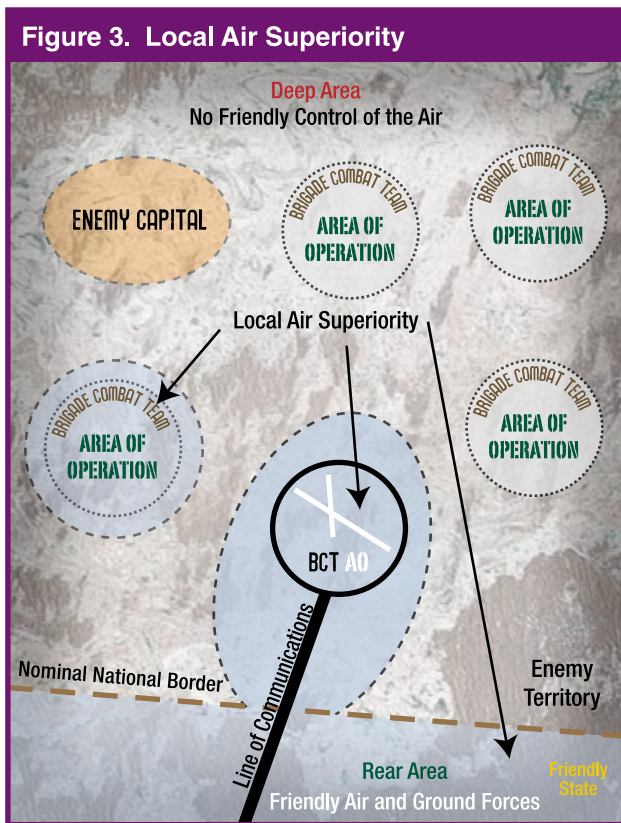 Figure 3. Local Air Superiority
Deep Area
No Friendly Control of the Air
ENEMY CAPITAL
BRIGADE COMBAT TEAM
AREA OF
OPERATION
BRIGADE COMBAT TEAM
AREA OF
OPERATION
Local Air Superiority
BRIGADE COMBAT TEAM
AREA OF
OPERATION
BRIGADE COMBAT TEAM
AREA OF
OPERATION
BCT AO
Line of Communications
Nominal National Border
Enemy
Territory
Rear Area
Friendly Air and Ground Forces
Friendly
State